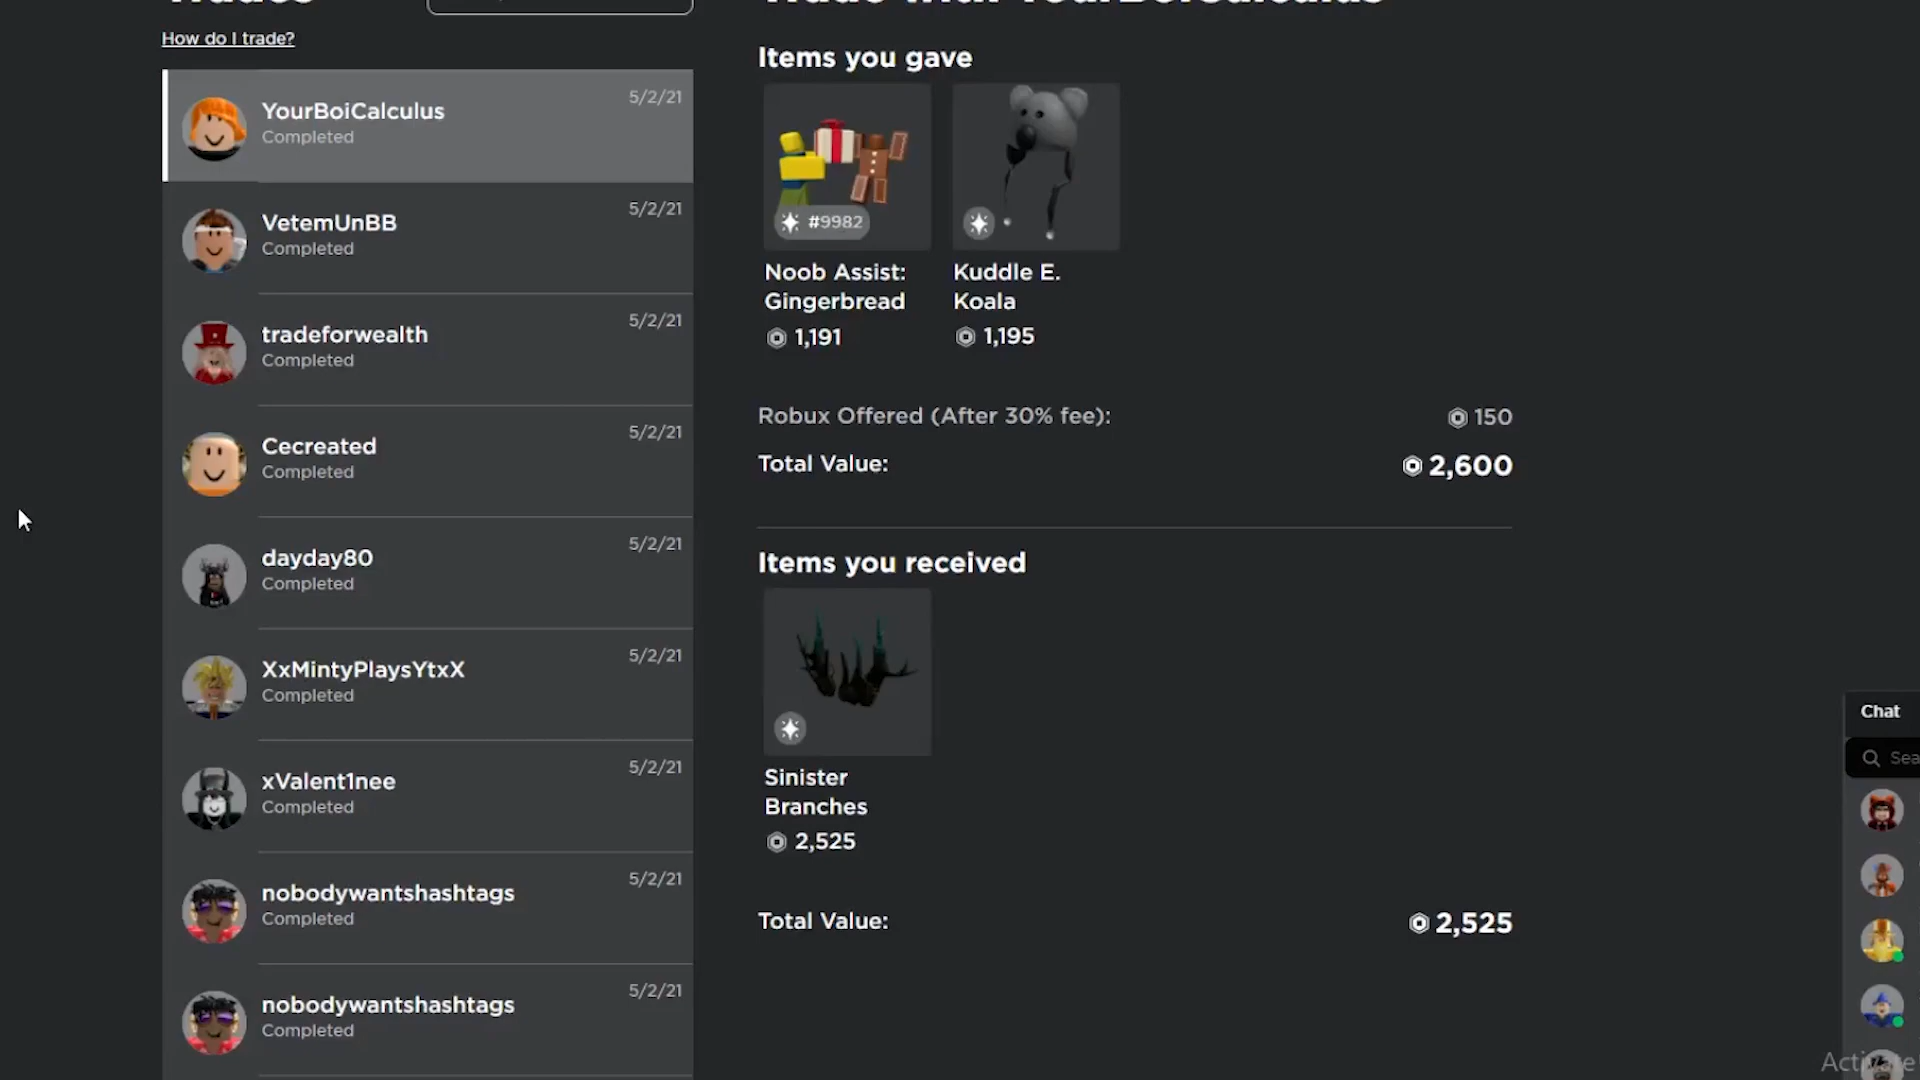 Trades
Trade with YourBoiCalculus
How do I trade?
YourBoiCalculus
5/2/21
Completed
VetemUnBB
5/2/21
Completed
tradeforwealth
5/2/21
Completed
Cecreated
5/2/21
Completed
dayday80
5/2/21
Completed
XxMintyPlaysYtxX
5/2/21
Completed
xValent1nee
5/2/21
Completed
nobodywantshashtags
5/2/21
Completed
nobodywantshashtags
5/2/21
Completed
Items you gave
#9982
Noob Assist: Kuddle E.
Gingerbread Koala
1,191 1,195
Robux Offered (After 30% fee): 150
Total Value: 2,600
Items you received
Sinister
Branches
2,525
Total Value: 2,525
Chat
Sea